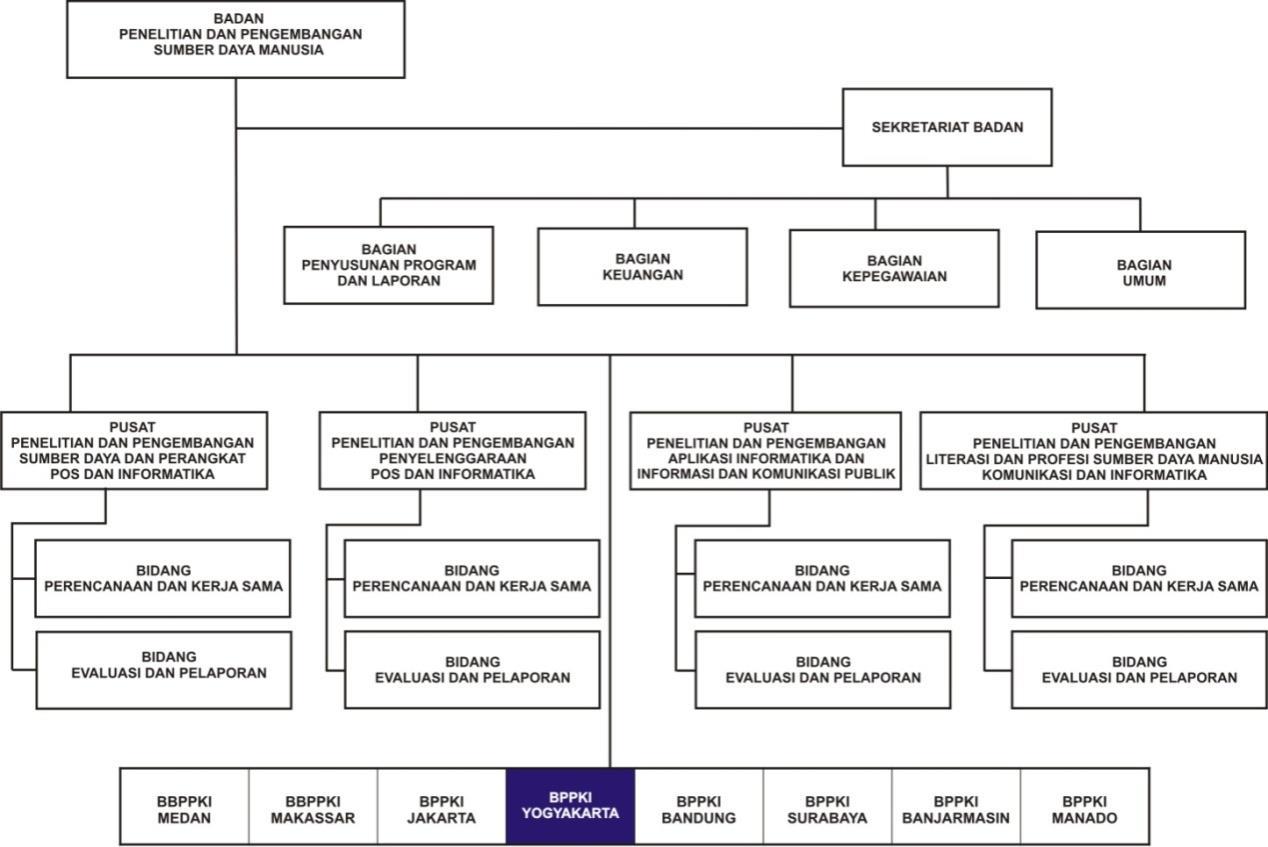 BADAN
PENELITIAN DAN PENGEMBANGAN
SUMBER DAYA MANUSIA
SEKRETARIAT BADAN
BAGIAN
PENYUSUNAN PROGRAM
DAN LAPORAN
BAGIAN
KEUANGAN
BAGIAN
KEPEGAWAIAN
BAGIAN
UMUM
PUSAT
PENELITIAN DAN PENGEMBANGAN
SUMBER DAYA DAN PERANGKAT
POS DAN INFORMATIKA
PUSAT
PENELITIAN DAN PENGEMBANGAN
PENYELENGGARAAN
POS DAN INFORMATIKA
PUSAT
PENELITIAN DAN PENGEMBANGAN
APLIKASI INFORMATIKA DAN
INFORMASI DAN KOMUNIKASI PUBLIK
PUSAT
PENELITIAN DAN PENGEMBANGAN
LITERASI DAN PROFESI SUMBER DAYA MANUSIA
KOMUNIKASI DAN INFORMATIKA
BIDANG
PERENCANAAN DAN KERJA SAMA
BIDANG
PERENCANAAN DAN KERJA SAMA
BIDANG
PERENCANAAN DAN KERJA SAMA
BIDANG
PERENCANAAN DAN KERJA SAMA
BIDANG
EVALUASI DAN PELAPORAN
BIDANG
EVALUASI DAN PELAPORAN
BIDANG
EVALUASI DAN PELAPORAN
BIDANG
EVALUASI DAN PELAPORAN
BBPPKI
MEDAN
BBPPKI
MAKASSAR
BPPKI
JAKARTA
BPPKI
YOGYAKARTA
BPPKI
BANDUNG
BPPKI
SURABAYA
BPPKI
BANJARMASIN
BPPKI
MANADO